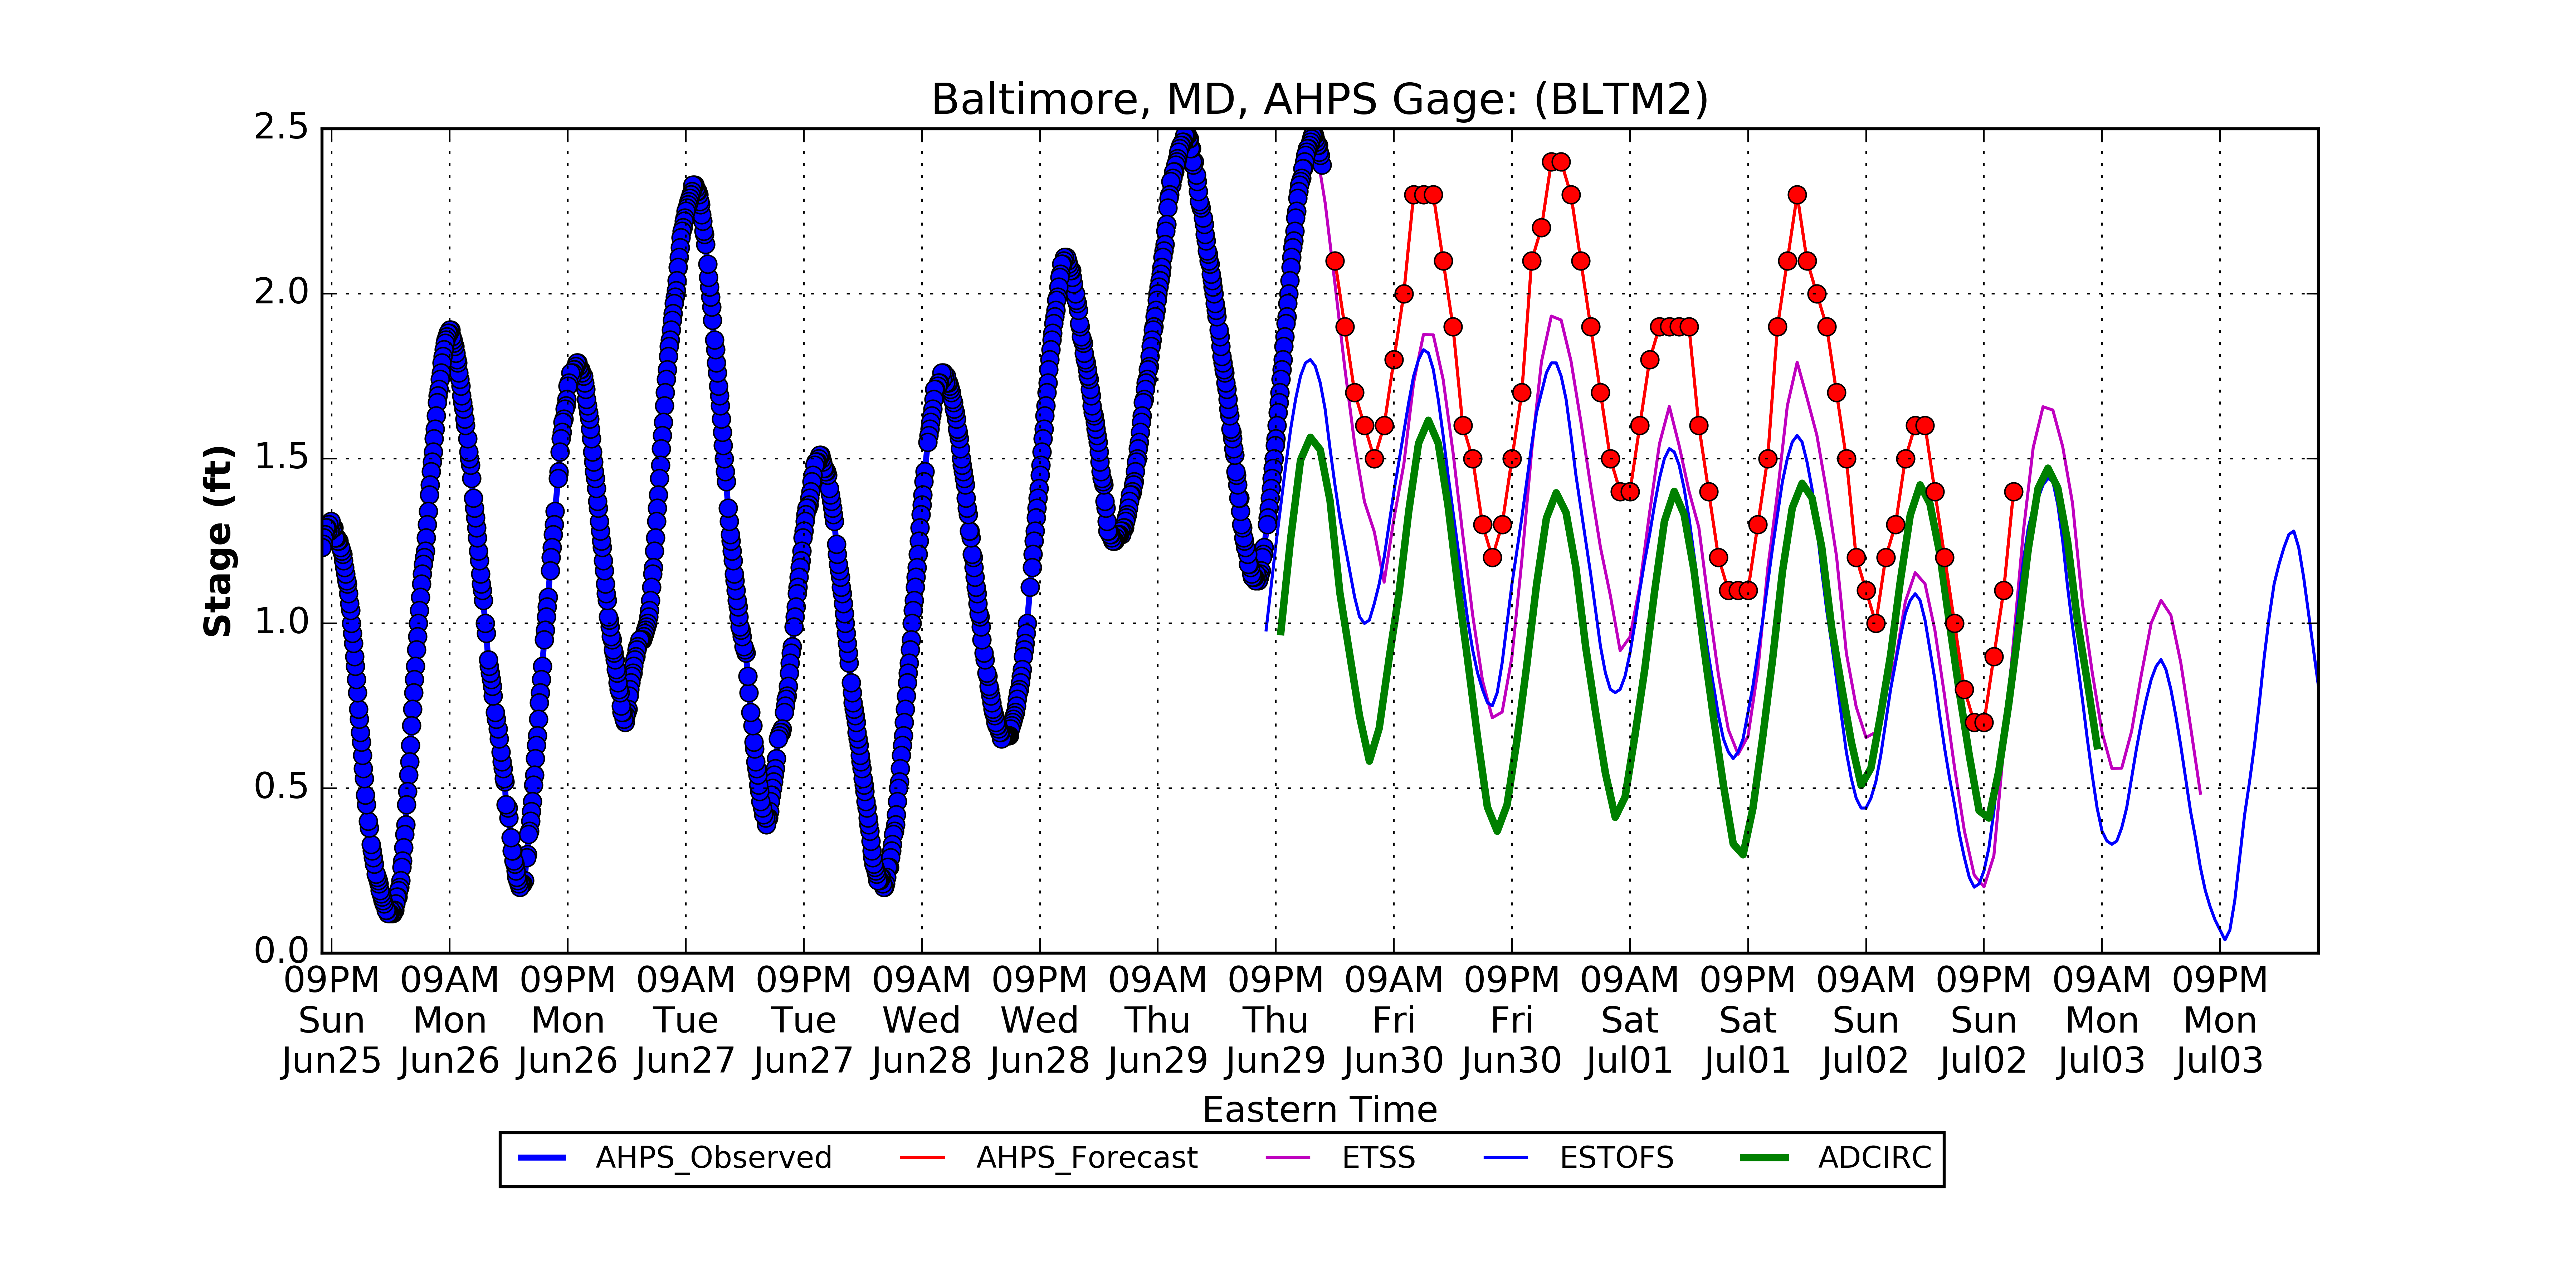 Baltimore, MD, AHPS Gage: (BLTM2)
2.5
2.0
1.5
1.0
0.5
0.0
Stage (ft)
09PM 09AM 09PM 09AM 09PM 09AM 09PM 09AM 09PM 09AM 09PM 09AM 09PM 09AM 09PM 09AM 09PM
Sun Mon Mon Tue Tue Wed Wed Thu Thu Fri Fri Sat Sat Sun Sun Mon Mon
Jun25 Jun26 Jun26 Jun27 Jun27 Jun28 Jun28 Jun29 Jun29 Jun30 Jun30 Jul01 Jul01 Jul02 Jul02 Jul03 Jul03
Eastern Time
AHPS_Observed AHPS_Forecast ETSS ESTOFS ADCIRC